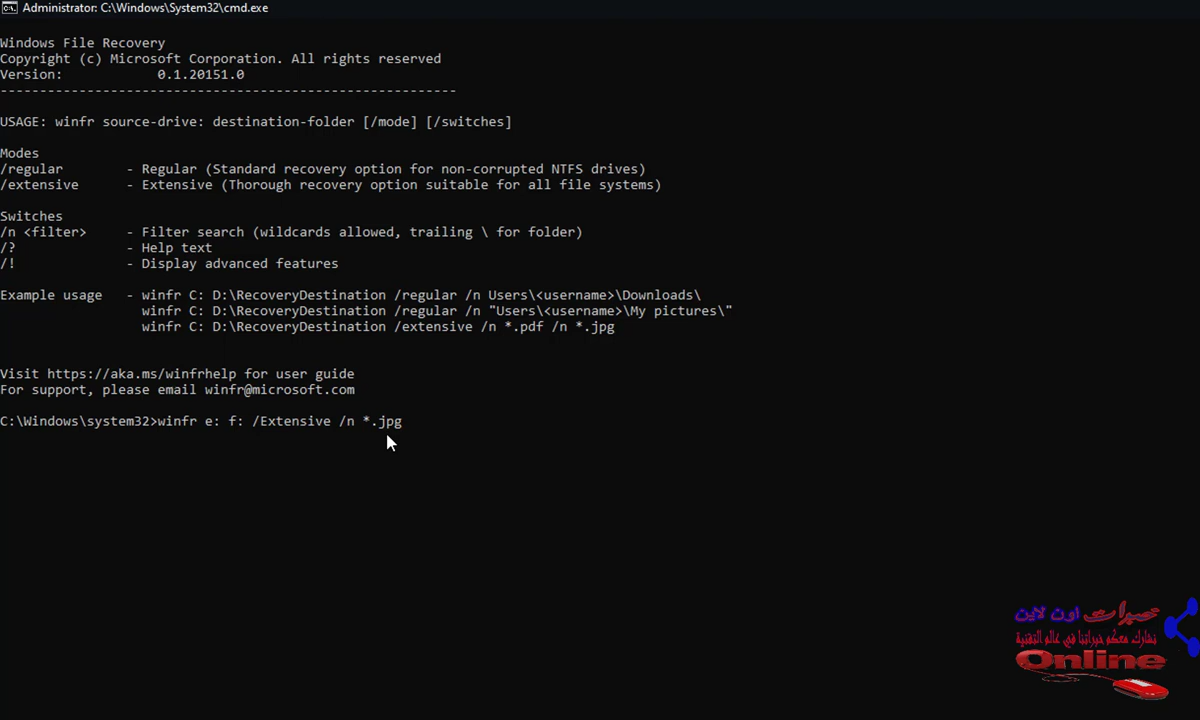 Administrator: C:\Windows\System32\cmd.exe
Windows File Recovery
Copyright (c) Microsoft Corporation. All rights reserved
Version:            0.1.20151.0
----------------------------------------------------------
USAGE: winfr source-drive: destination-folder [/mode] [/switches]
Modes
/regular        - Regular (Standard recovery option for non-corrupted NTFS drives)
/extensive      - Extensive (Thorough recovery option suitable for all file systems)
Switches
/n <filter>     - Filter search (wildcards allowed, trailing \ for folder)
/?              - Help text
/!              - Display advanced features
Example usage   - winfr C: D:\RecoveryDestination /regular /n Users\<username>\Downloads\
winfr C: D:\RecoveryDestination /regular /n "Users\<username>\My pictures\"
winfr C: D:\RecoveryDestination /extensive /n *.pdf /n *.jpg
Visit https://aka.ms/winfrhelp for user guide
For support, please email winfr@microsoft.com
C:\Windows\system32>winfr e: f: /Extensive /n *.jpg
خبرات اون لاين
نشارك معكم خبراتنا في عالم التقنية
Online